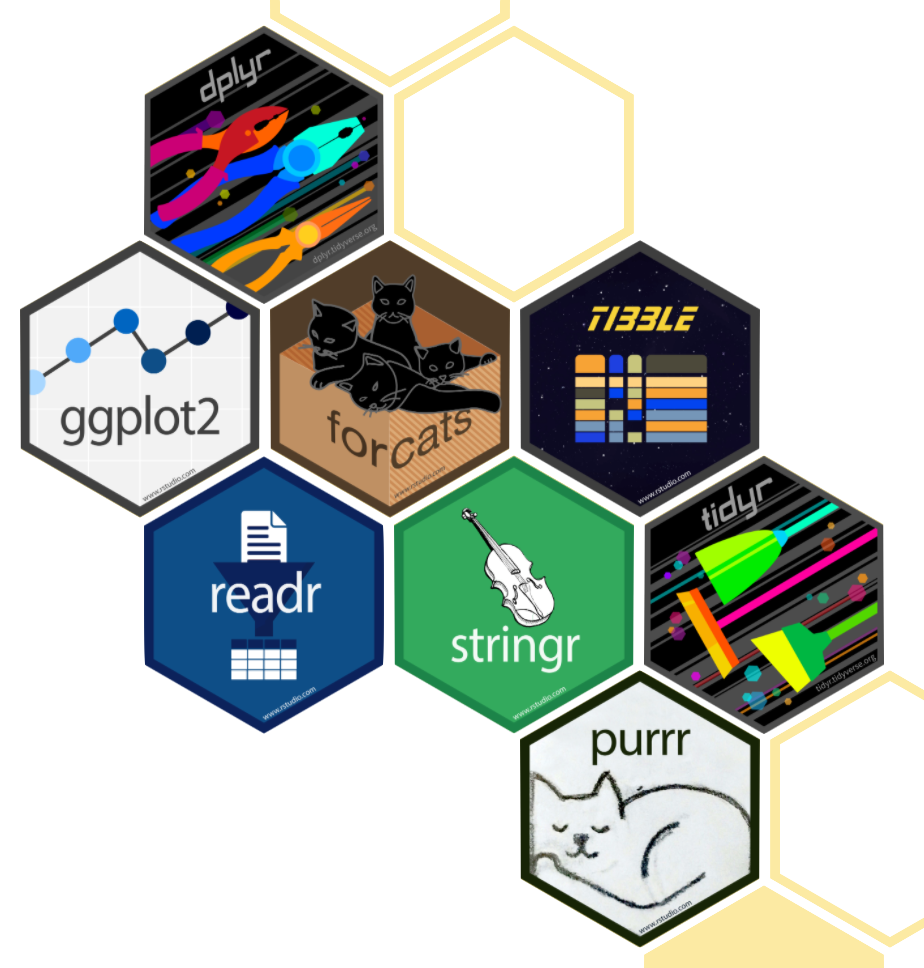 dplyr
dplyr.tidyverse.org
ggplot2
www.rstudio.com
forcats
www.rstudio.com
TIBBLE
www.rstudio.com
readr
www.rstudio.com
stringr
www.rstudio.com
tidyr
tidyr.tidyverse.org
purrr
www.rstudio.com